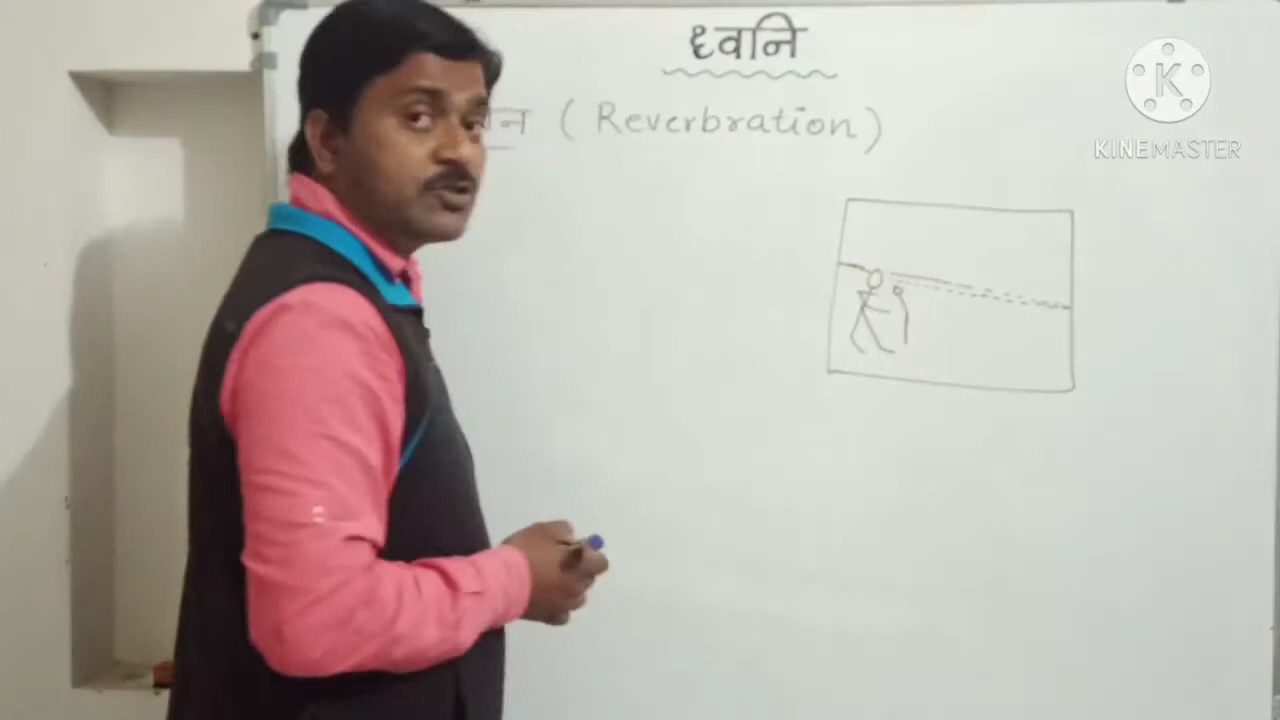 ध्वनि
( Reverbration )
K
KINEMASTER